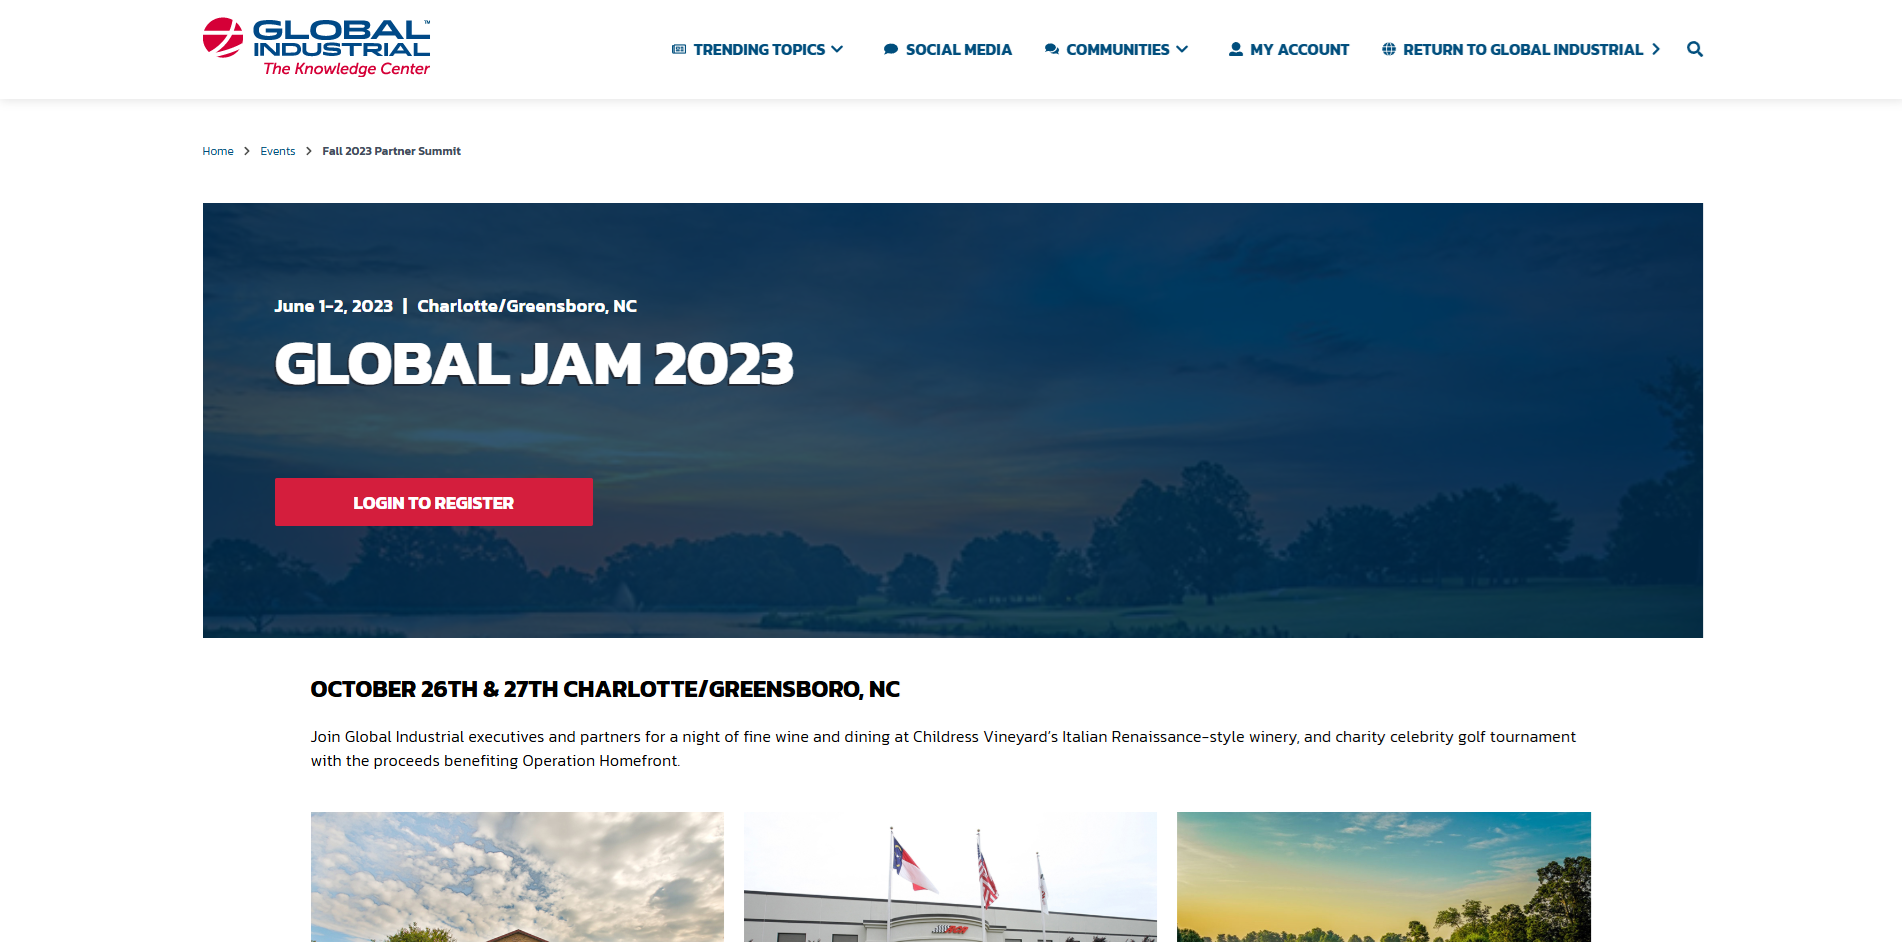 GLOBAL™
INDUSTRIAL
The Knowledge Center
TRENDING TOPICS
SOCIAL MEDIA
COMMUNITIES
MY ACCOUNT
RETURN TO GLOBAL INDUSTRIAL
Home
Events
Fall 2023 Partner Summit
June 1-2, 2023 | Charlotte/Greensboro, NC
GLOBAL JAM 2023
LOGIN TO REGISTER
OCTOBER 26TH & 27TH CHARLOTTE/GREENSBORO, NC
Join Global Industrial executives and partners for a night of fine wine and dining at Childress Vineyard's Italian Renaissance-style winery, and charity celebrity golf tournament
with the proceeds benefiting Operation Homefront.